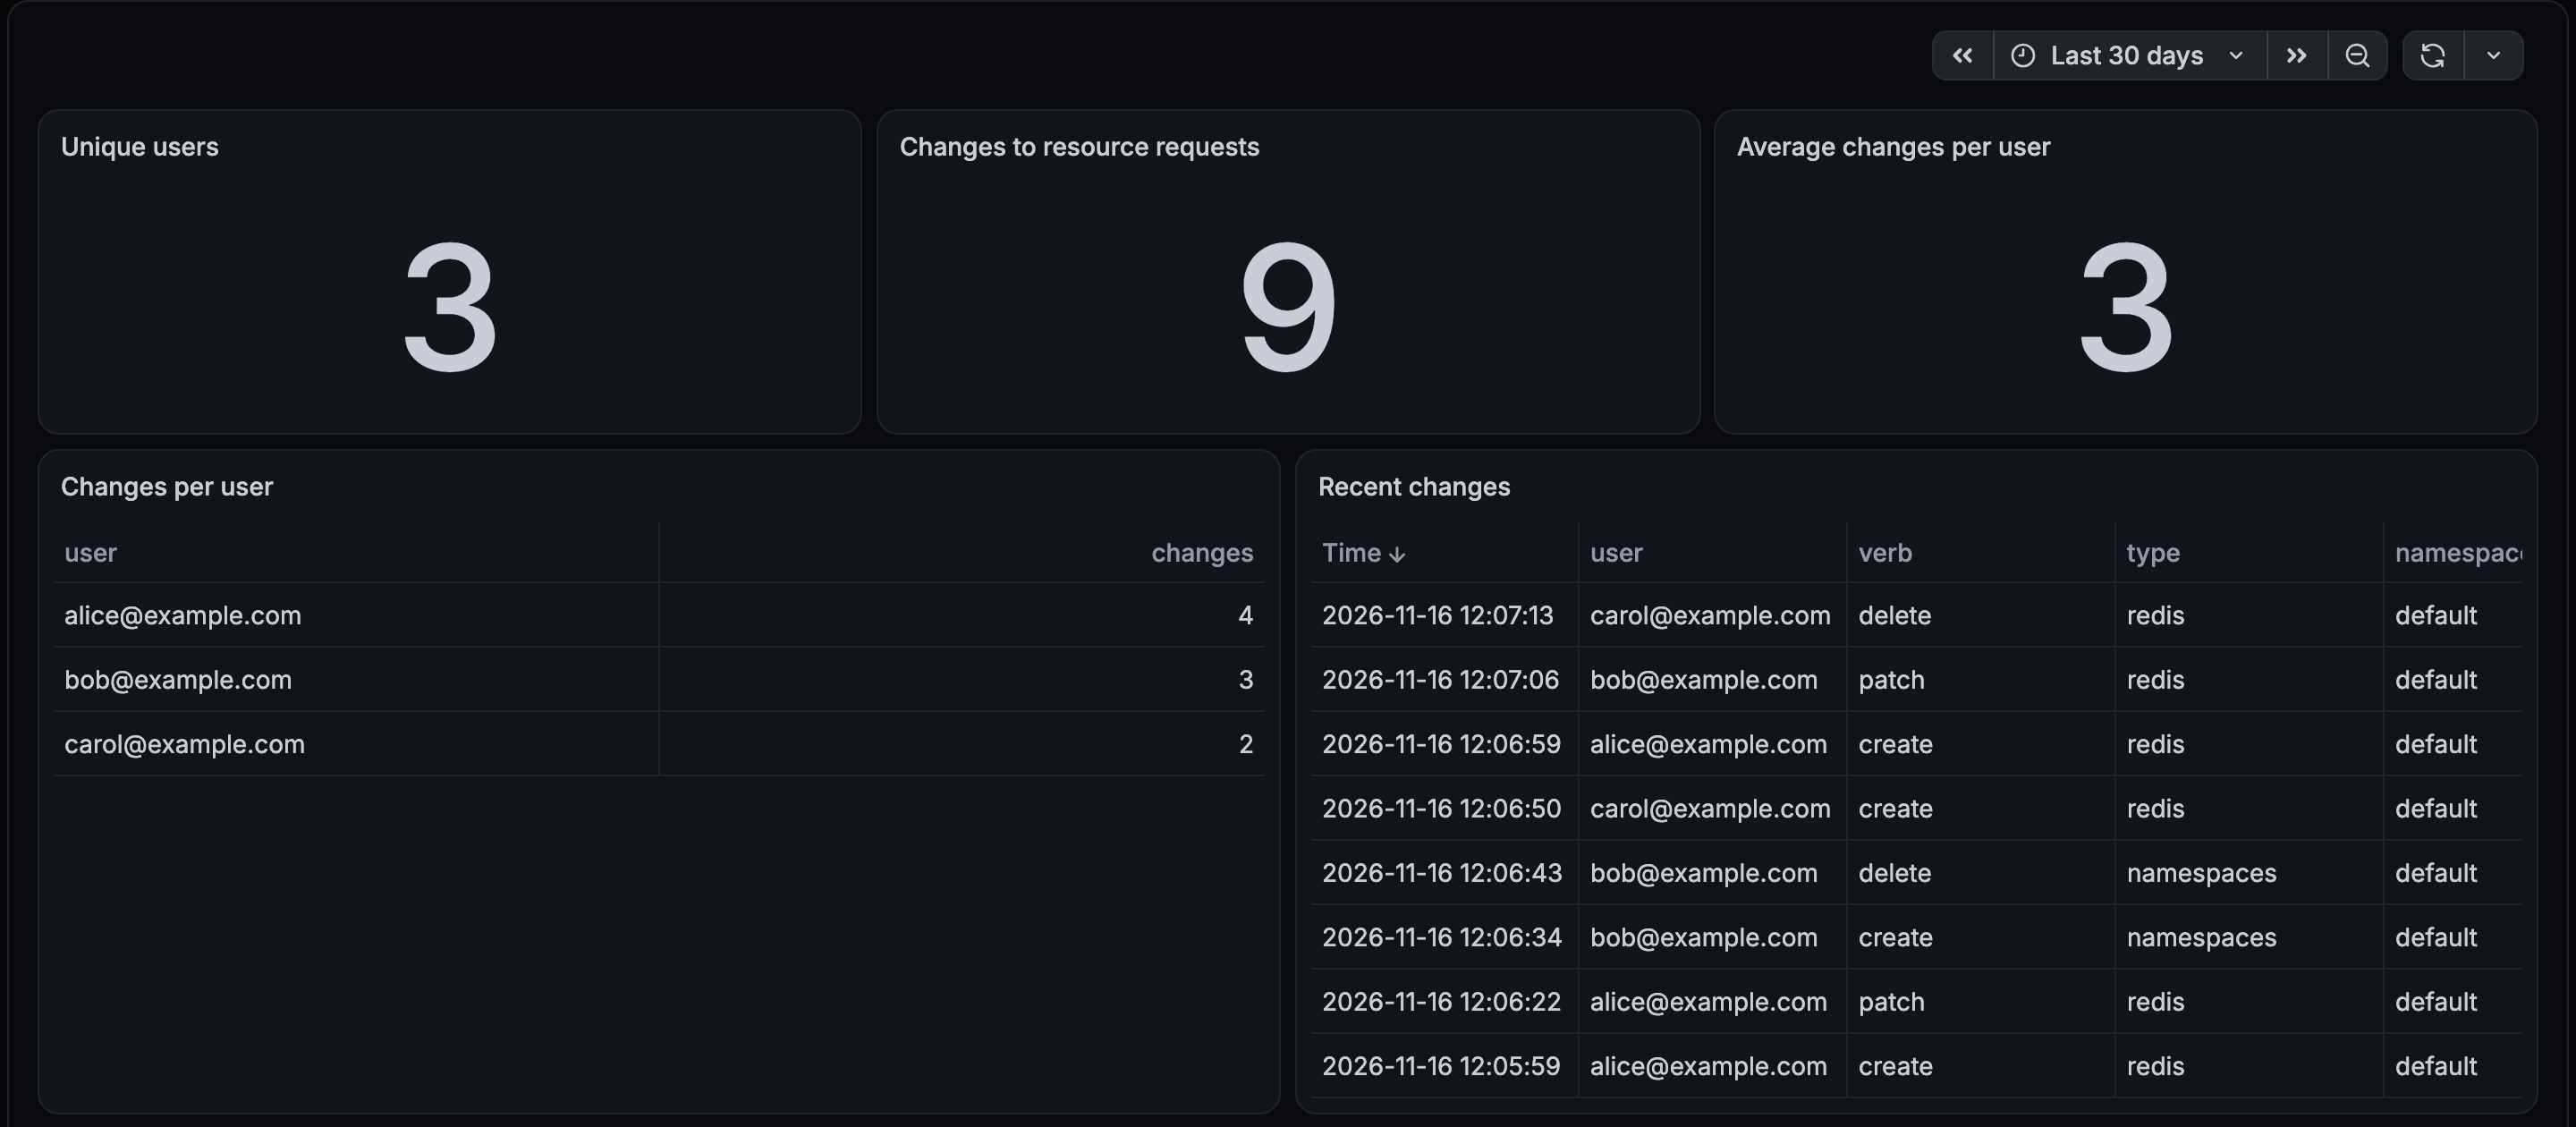 Last 30 days
Unique users
3
Changes to resource requests
9
Average changes per user
3
Changes per user
user changes
alice@example.com 4
bob@example.com 3
carol@example.com 2
Recent changes
Time user verb type namespac
2026-11-16 12:07:13 carol@example.com delete redis default
2026-11-16 12:07:06 bob@example.com patch redis default
2026-11-16 12:06:59 alice@example.com create redis default
2026-11-16 12:06:50 carol@example.com create redis default
2026-11-16 12:06:43 bob@example.com delete namespaces default
2026-11-16 12:06:34 bob@example.com create namespaces default
2026-11-16 12:06:22 alice@example.com patch redis default
2026-11-16 12:05:59 alice@example.com create redis default